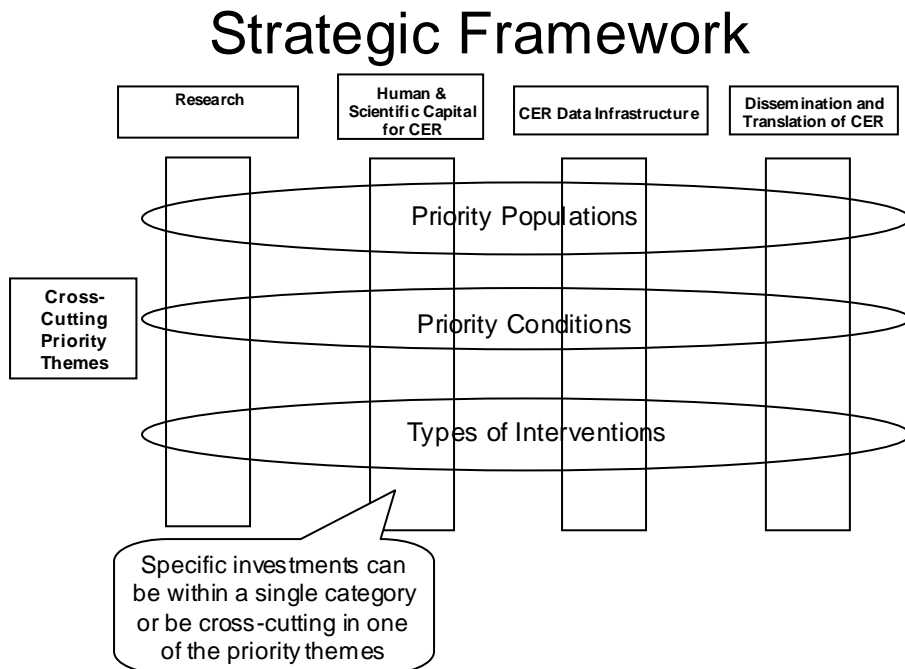 Strategic Framework
Research
Human &
Scientific Capital
for CER
CER Data Infrastructure
Dissemination and
Translation of CER
Priority Populations
Cross-
Cutting
Priority
Themes
Priority Conditions
Types of Interventions
Specific investments can
be within a single category
or be cross-cutting in one
of the priority themes